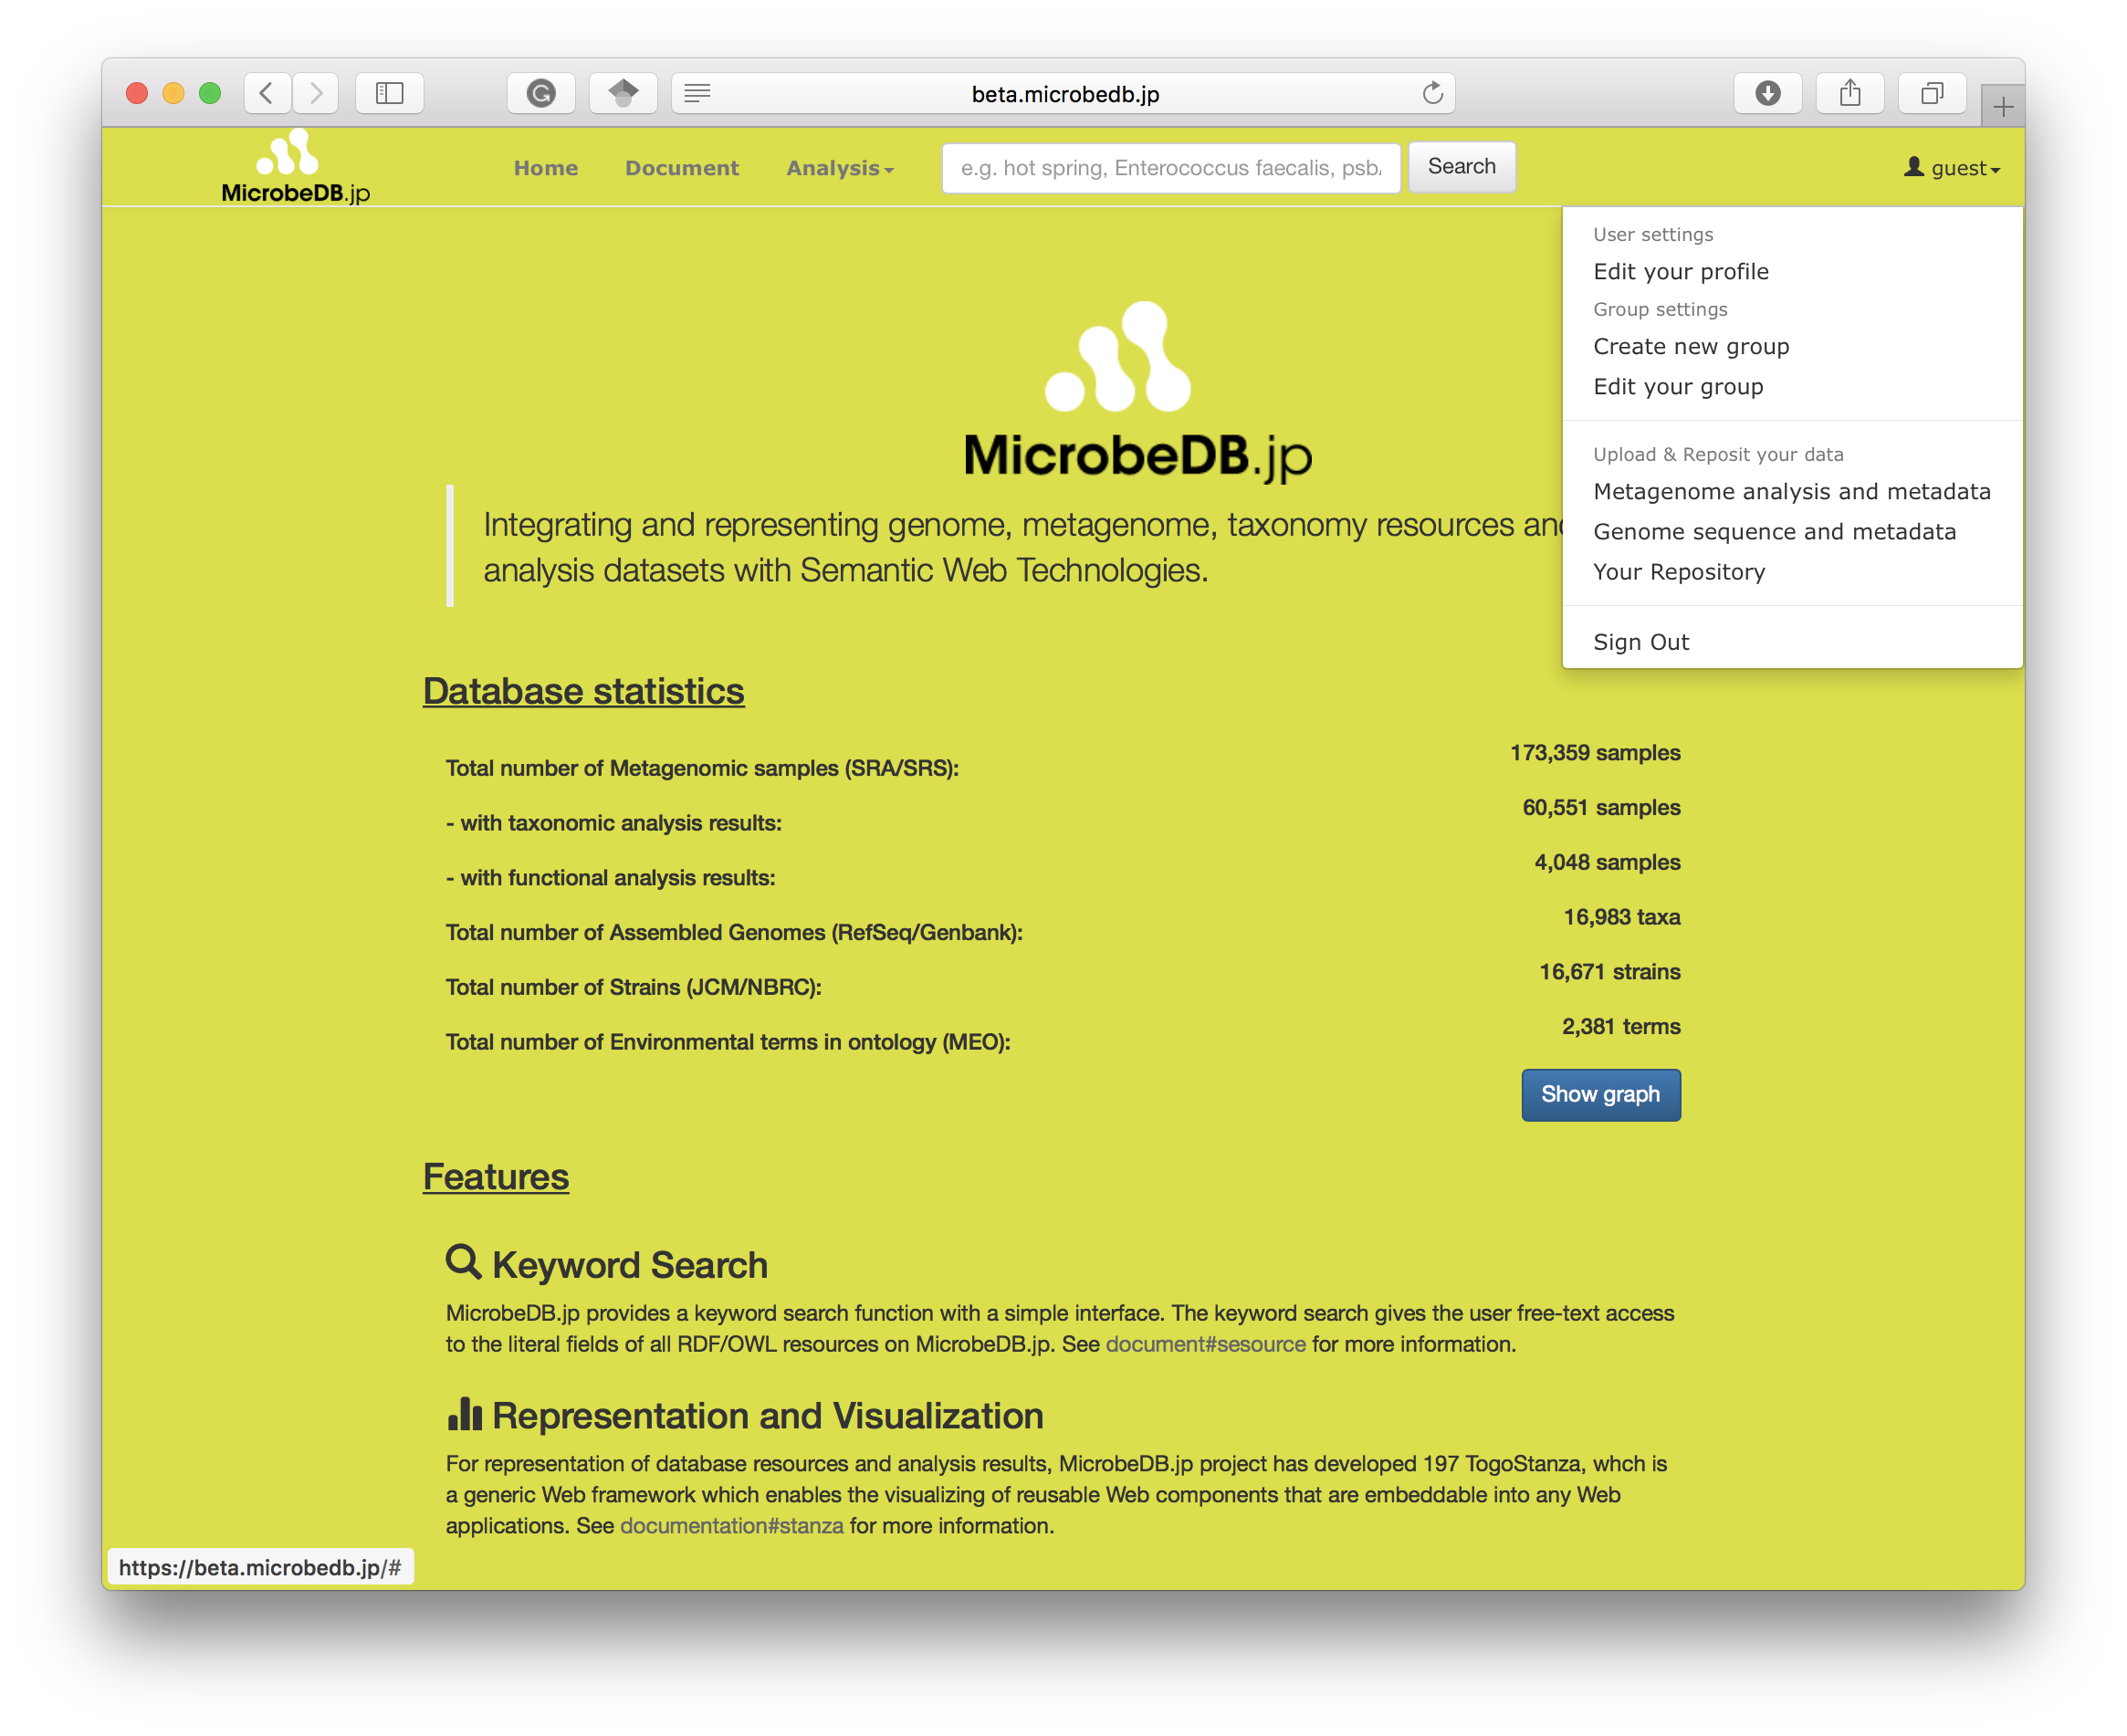 beta.microbedb.jp
MicrobeDB.jp
Home Document Analysis e.g. hot spring, Enterococcus faecalis, psb Search guest
User settings
Edit your profile
Group settings
Create new group
Edit your group
Upload & Reposit your data
Metagenome analysis and metadata
Genome sequence and metadata
Your Repository
Sign Out
MicrobeDB.jp
Integrating and representing genome, metagenome, taxonomy resources and
analysis datasets with Semantic Web Technologies.
Database statistics
Total number of Metagenomic samples (SRA/SRS): 173,359 samples
- with taxonomic analysis results: 60,551 samples
- with functional analysis results: 4,048 samples
Total number of Assembled Genomes (RefSeq/Genbank): 16,983 taxa
Total number of Strains (JCM/NBRC): 16,671 strains
Total number of Environmental terms in ontology (MEO): 2,381 terms
Show graph
Features
Keyword Search
MicrobeDB.jp provides a keyword search function with a simple interface. The keyword search gives the user free-text access
to the literal fields of all RDF/OWL resources on MicrobeDB.jp. See document#sesource for more information.
Representation and Visualization
For representation of database resources and analysis results, MicrobeDB.jp project has developed 197 TogoStanza, whch is
a generic Web framework which enables the visualizing of reusable Web components that are embeddable into any Web
applications. See documentation#stanza for more information.
https://beta.microbedb.jp/#